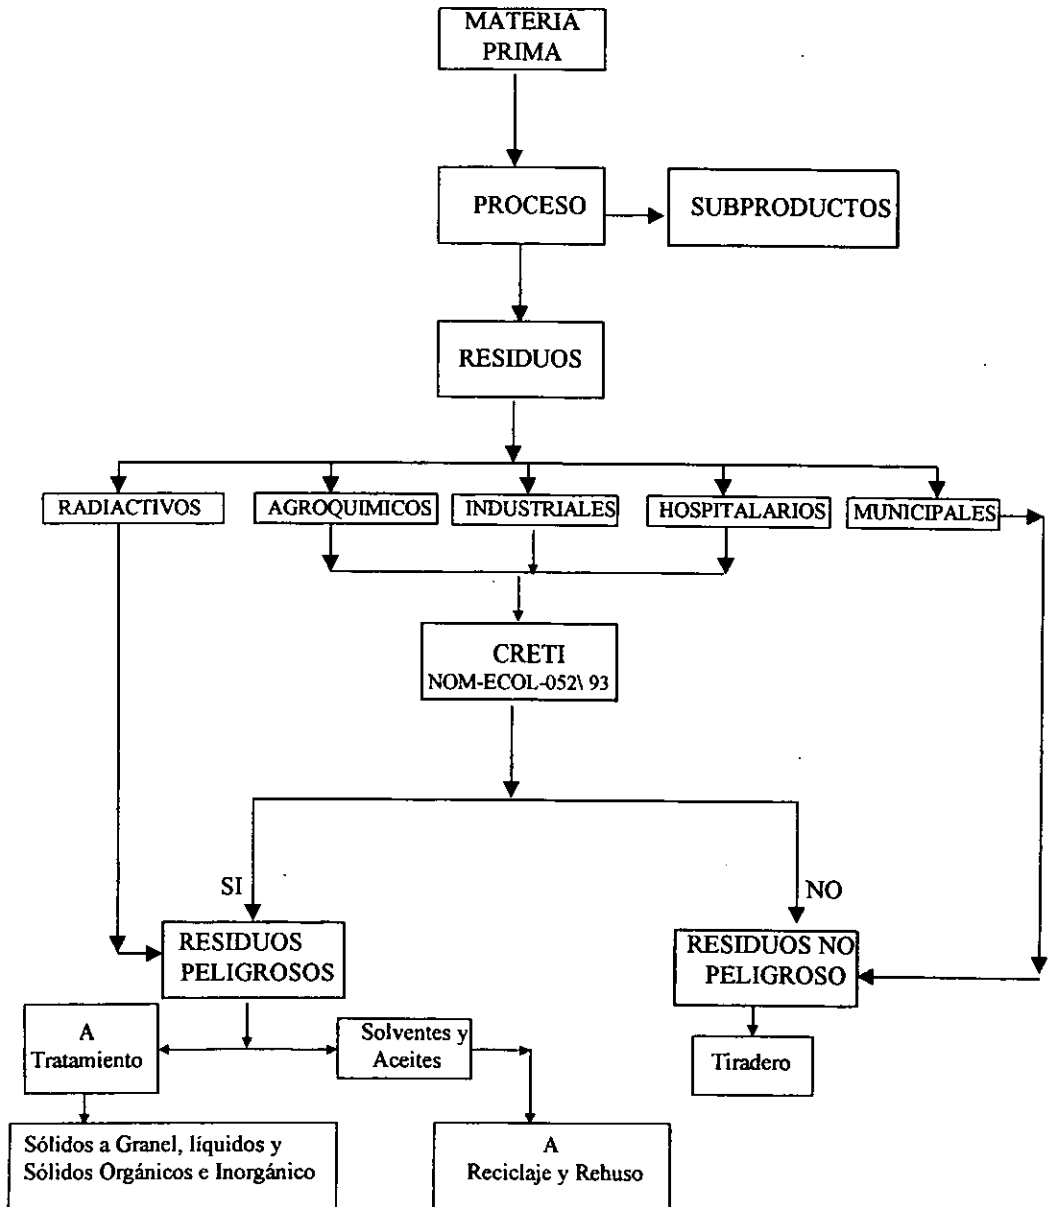 MATERIA
PRIMA
PROCESO
SUBPRODUCTOS
RESIDUOS
RADIACTIVOS
AGROQUIMICOS
INDUSTRIALES
HOSPITALARIOS
MUNICIPALES
CRETI
NOM-ECOL-052\ 93
SI
NO
RESIDUOS
PELIGROSOS
RESIDUOS NO
PELIGROSO
A
Tratamiento
Solventes y
Aceites
Tiradero
Sólidos a Granel, líquidos y
Sólidos Orgánicos e Inorgánico
A
Reciclaje y Rehuso